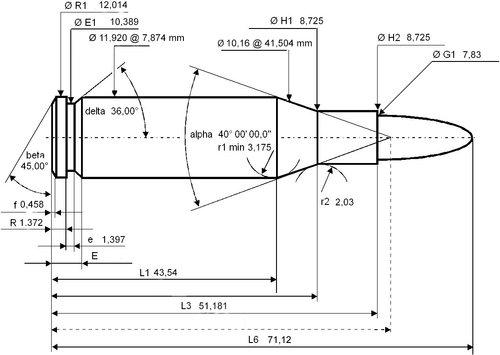 Ø R1 12,014
Ø E1 10,389
Ø 11,920 @ 7,874 mm
Ø H1 8,725
Ø 10,16 @ 41,504 mm
Ø H2 8,725
Ø G1 7,83
delta 36,00°
alpha 40° 00'00,0"
r1 min 3,175
beta
45,00°
r2 2,03
f 0,458
R 1.372
e 1,397
E
L1 43,54
L3 51,181
L6 71,12